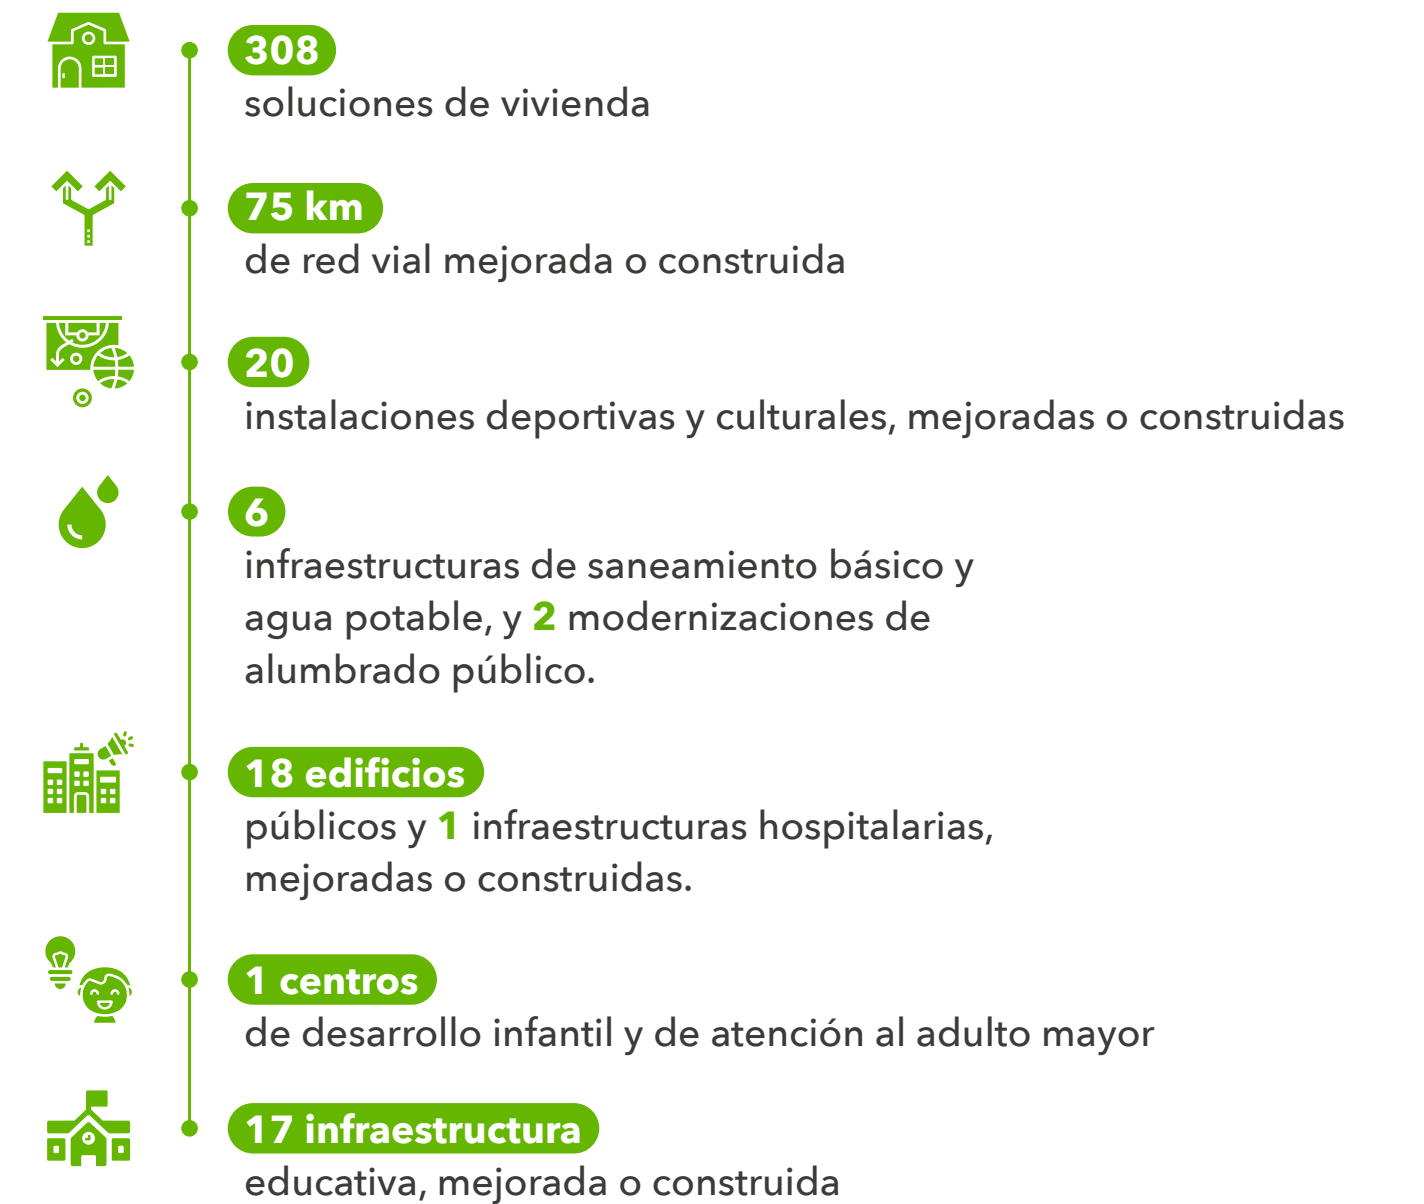 308
soluciones de vivienda
75 km
de red vial mejorada o construida
20
instalaciones deportivas y culturales, mejoradas o construidas
6
infraestructuras de saneamiento básico y
agua potable, y 2 modernizaciones de
alumbrado público.
18 edificios
públicos y 1 infraestructuras hospitalarias,
mejoradas o construidas.
1 centros
de desarrollo infantil y de atención al adulto mayor
17 infraestructura
educativa, mejorada o construida